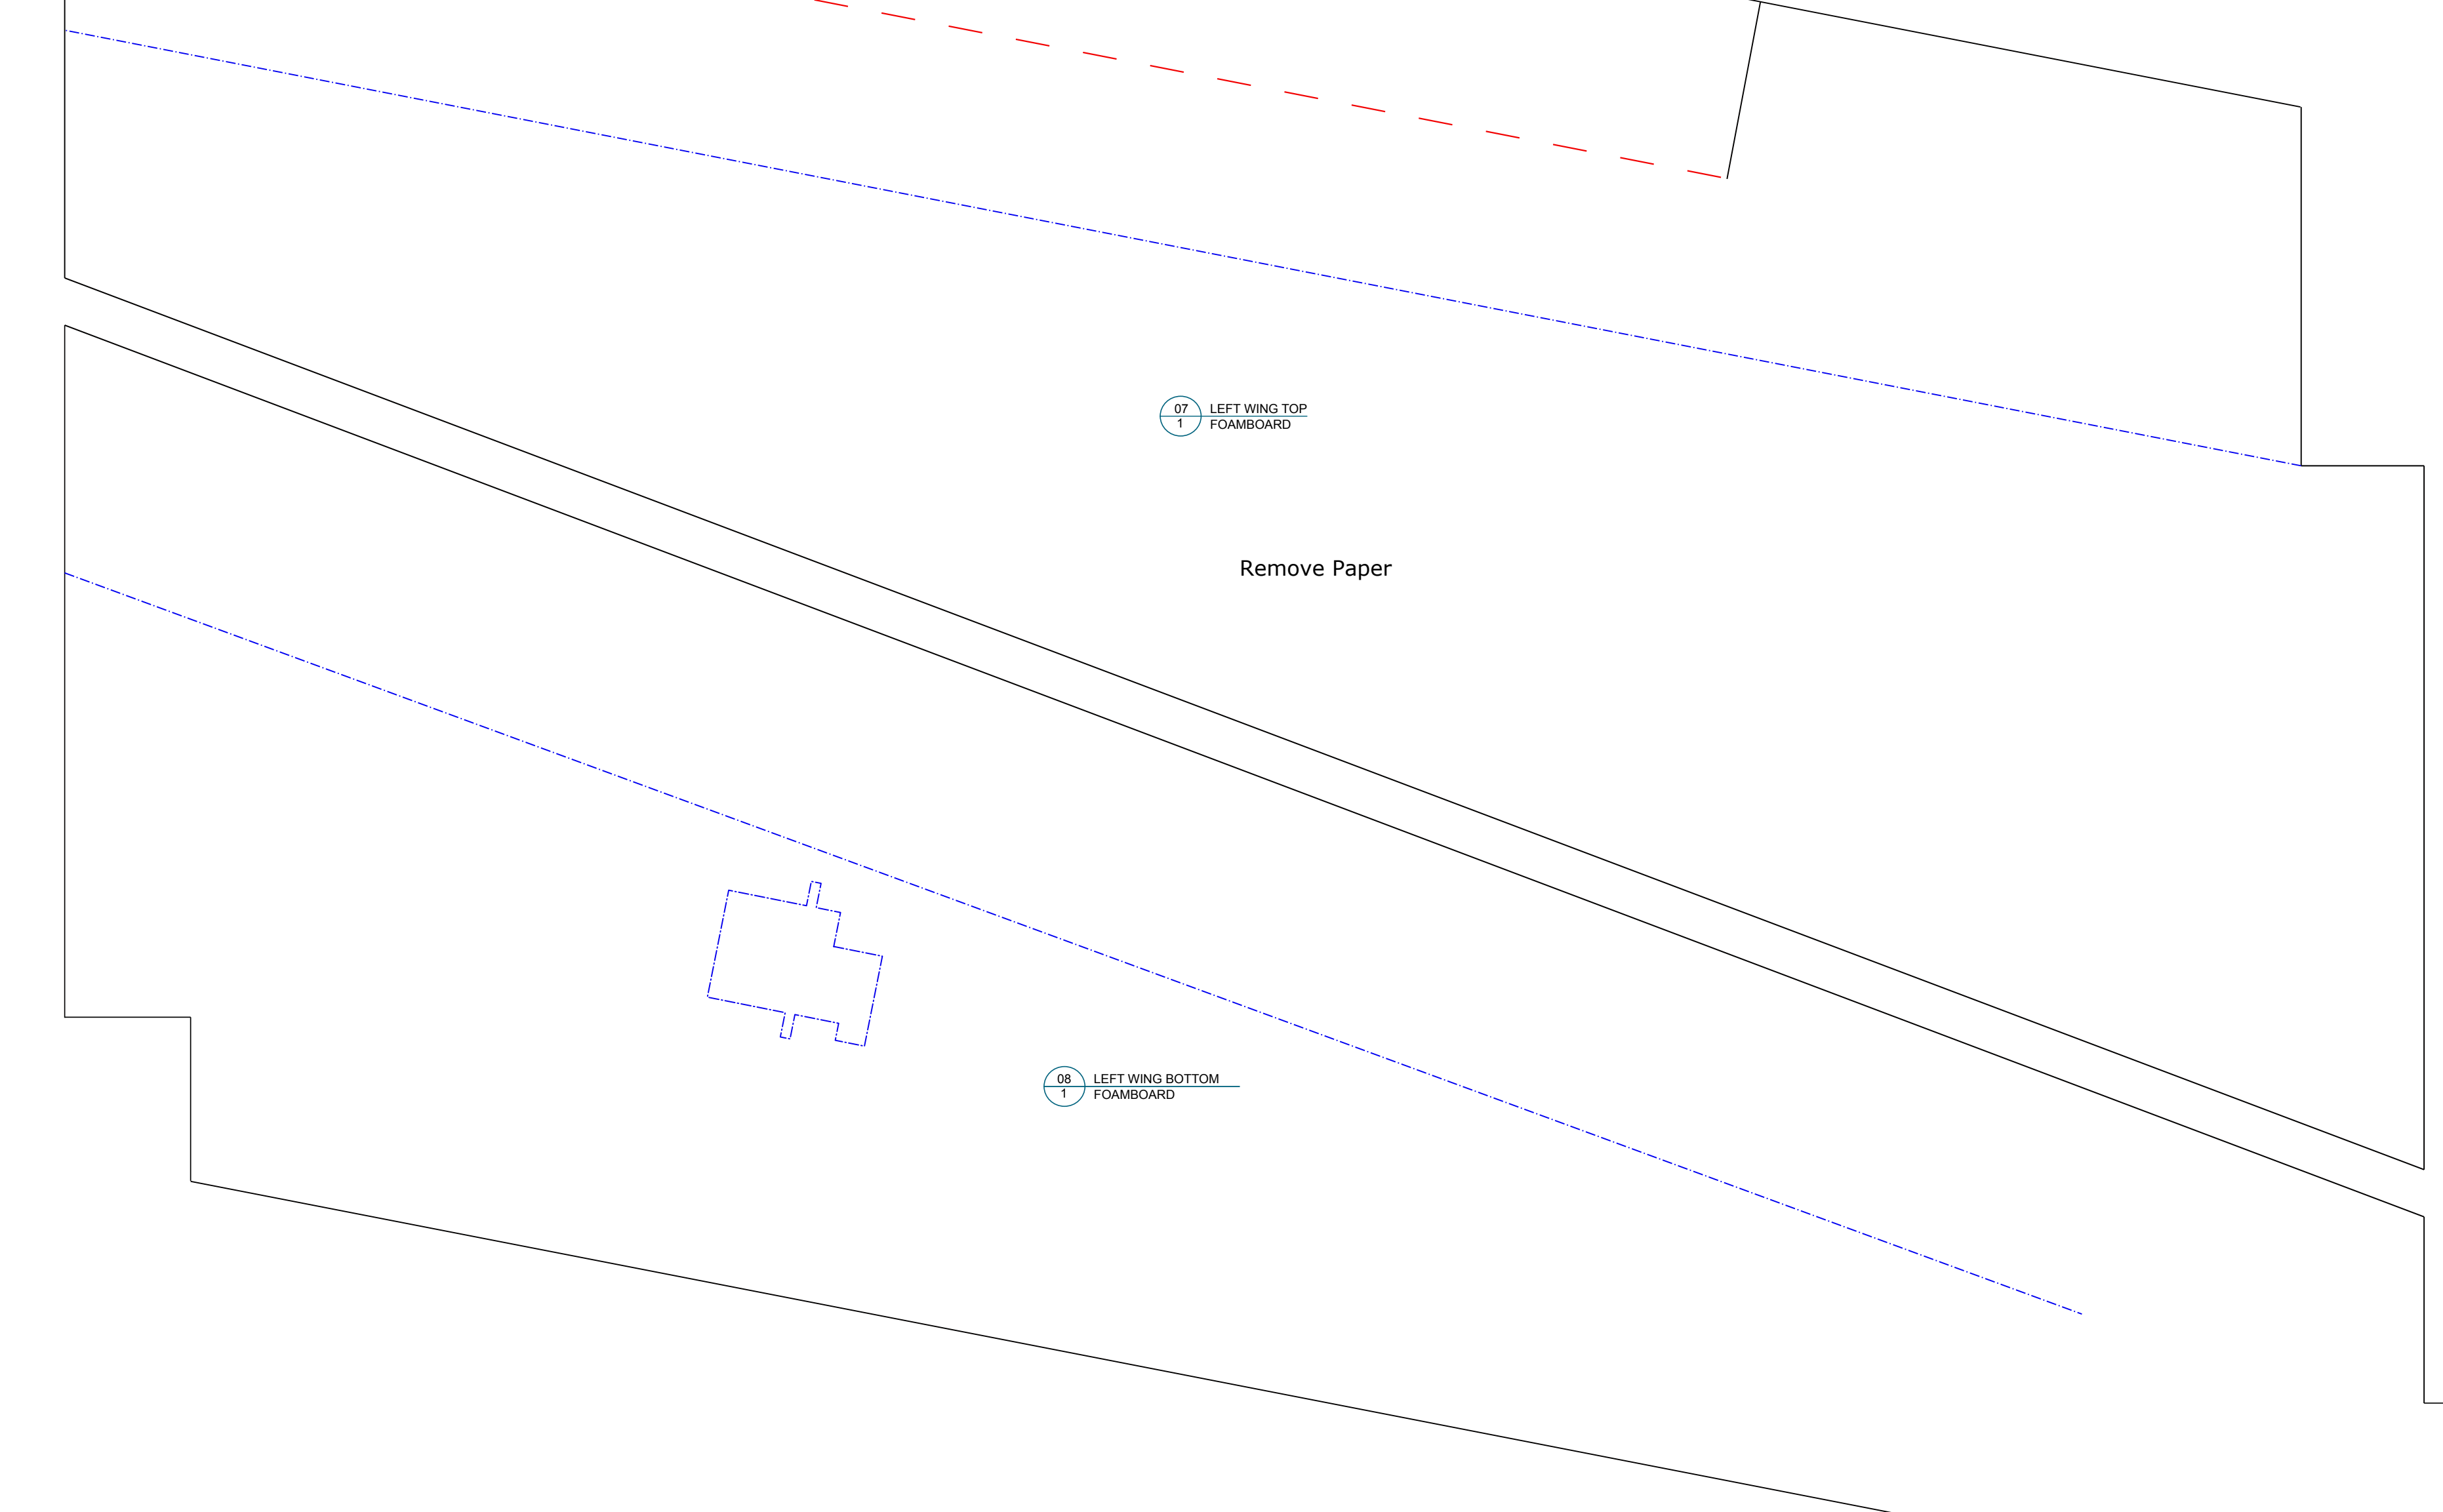 07 LEFT WING TOP
1 FOAMBOARD
Remove Paper
08 LEFT WING BOTTOM
1 FOAMBOARD